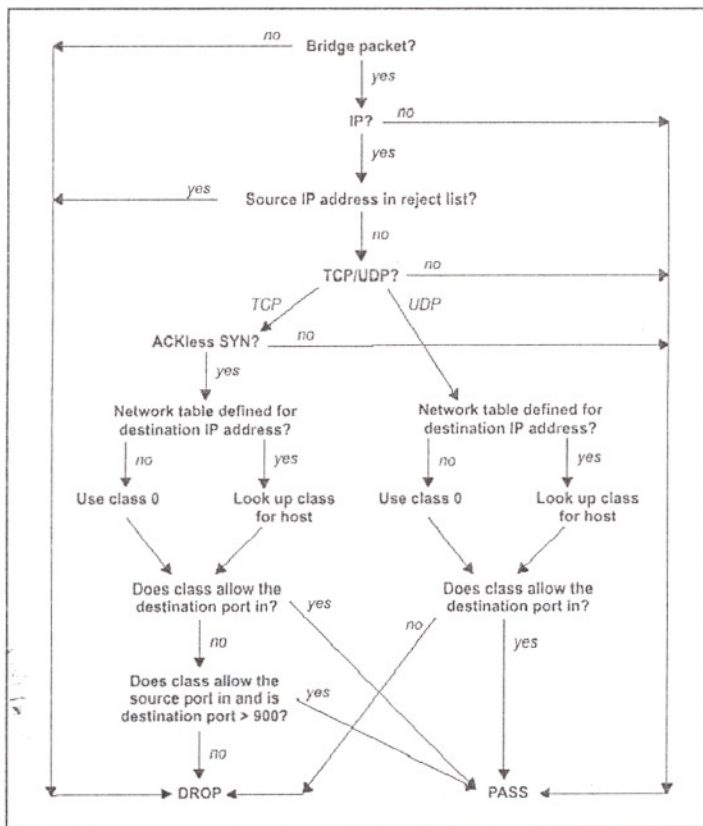 no
Bridge packet?
yes
IP?
no
yes
yes
Source IP address in reject list?
no
TCP/UDP?
no
TCP
UDP
ACKless SYN?
no
yes
Network table defined for
destination IP address?
Network table defined for
destination IP address?
no
yes
no
yes
Use class 0
Look up class
for host
Use class 0
Look up class
for host
Does class allow the
destination port in?
yes
Does class allow the
destination port in?
no
no
yes
Does class allow the
source port in and is
destination port > 900?
yes
no
DROP
PASS